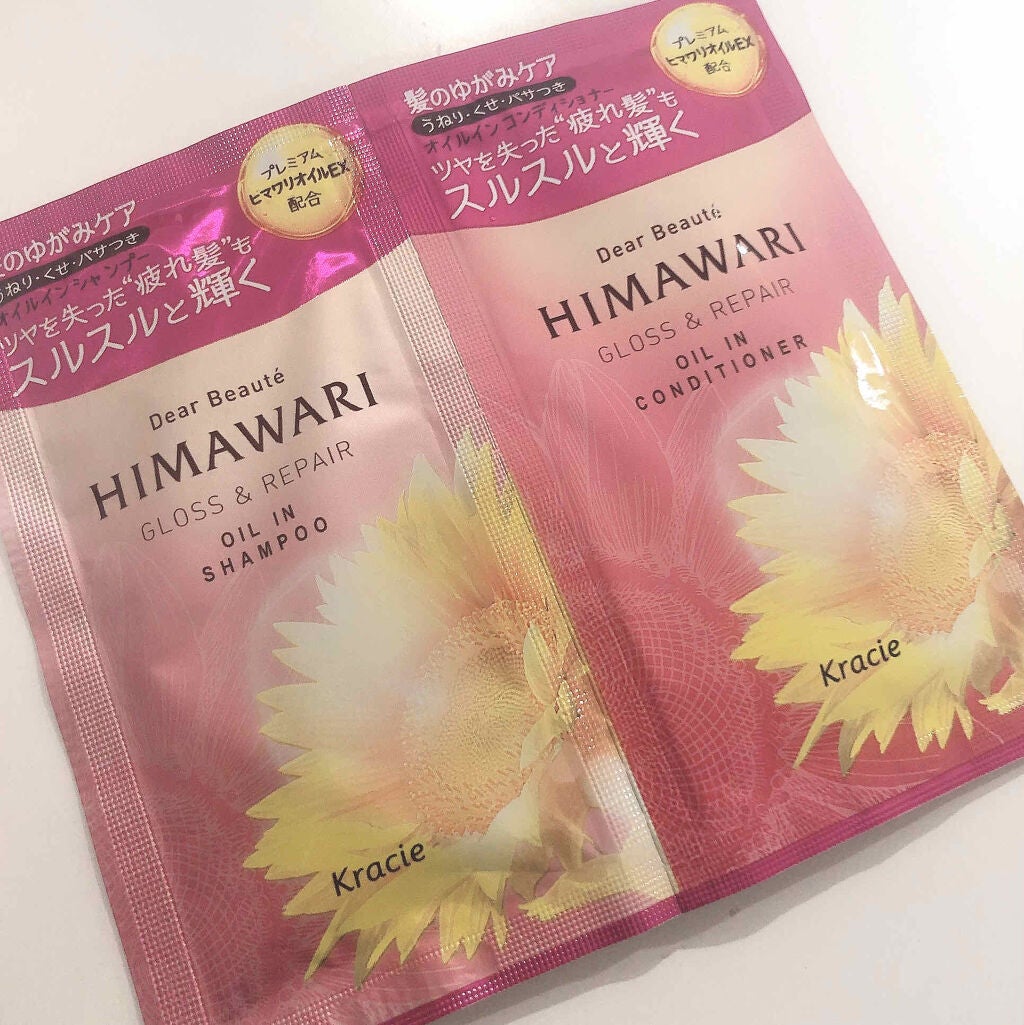 プレミアム
ヒマワリオイルEX
配合
のゆがみケア
うねり・くせ・パサつき
オイルインシャンプー
ツヤを失った“疲れ髪”も
スルスルと輝く
Dear Beauté
HIMAWARI
GLOSS & REPAIR
OIL IN
SHAMPOO
Kracie
プレミアム
ヒマワリオイルEX
配合
髪のゆがみケア
うねり・くせ・パサつき
オイルインコンディショナー
ツヤを失った“疲れ髪”も
スルスルと輝く
Dear Beauté
HIMAWARI
GLOSS & REPAIR
OIL IN
CONDITIONER
Kracie